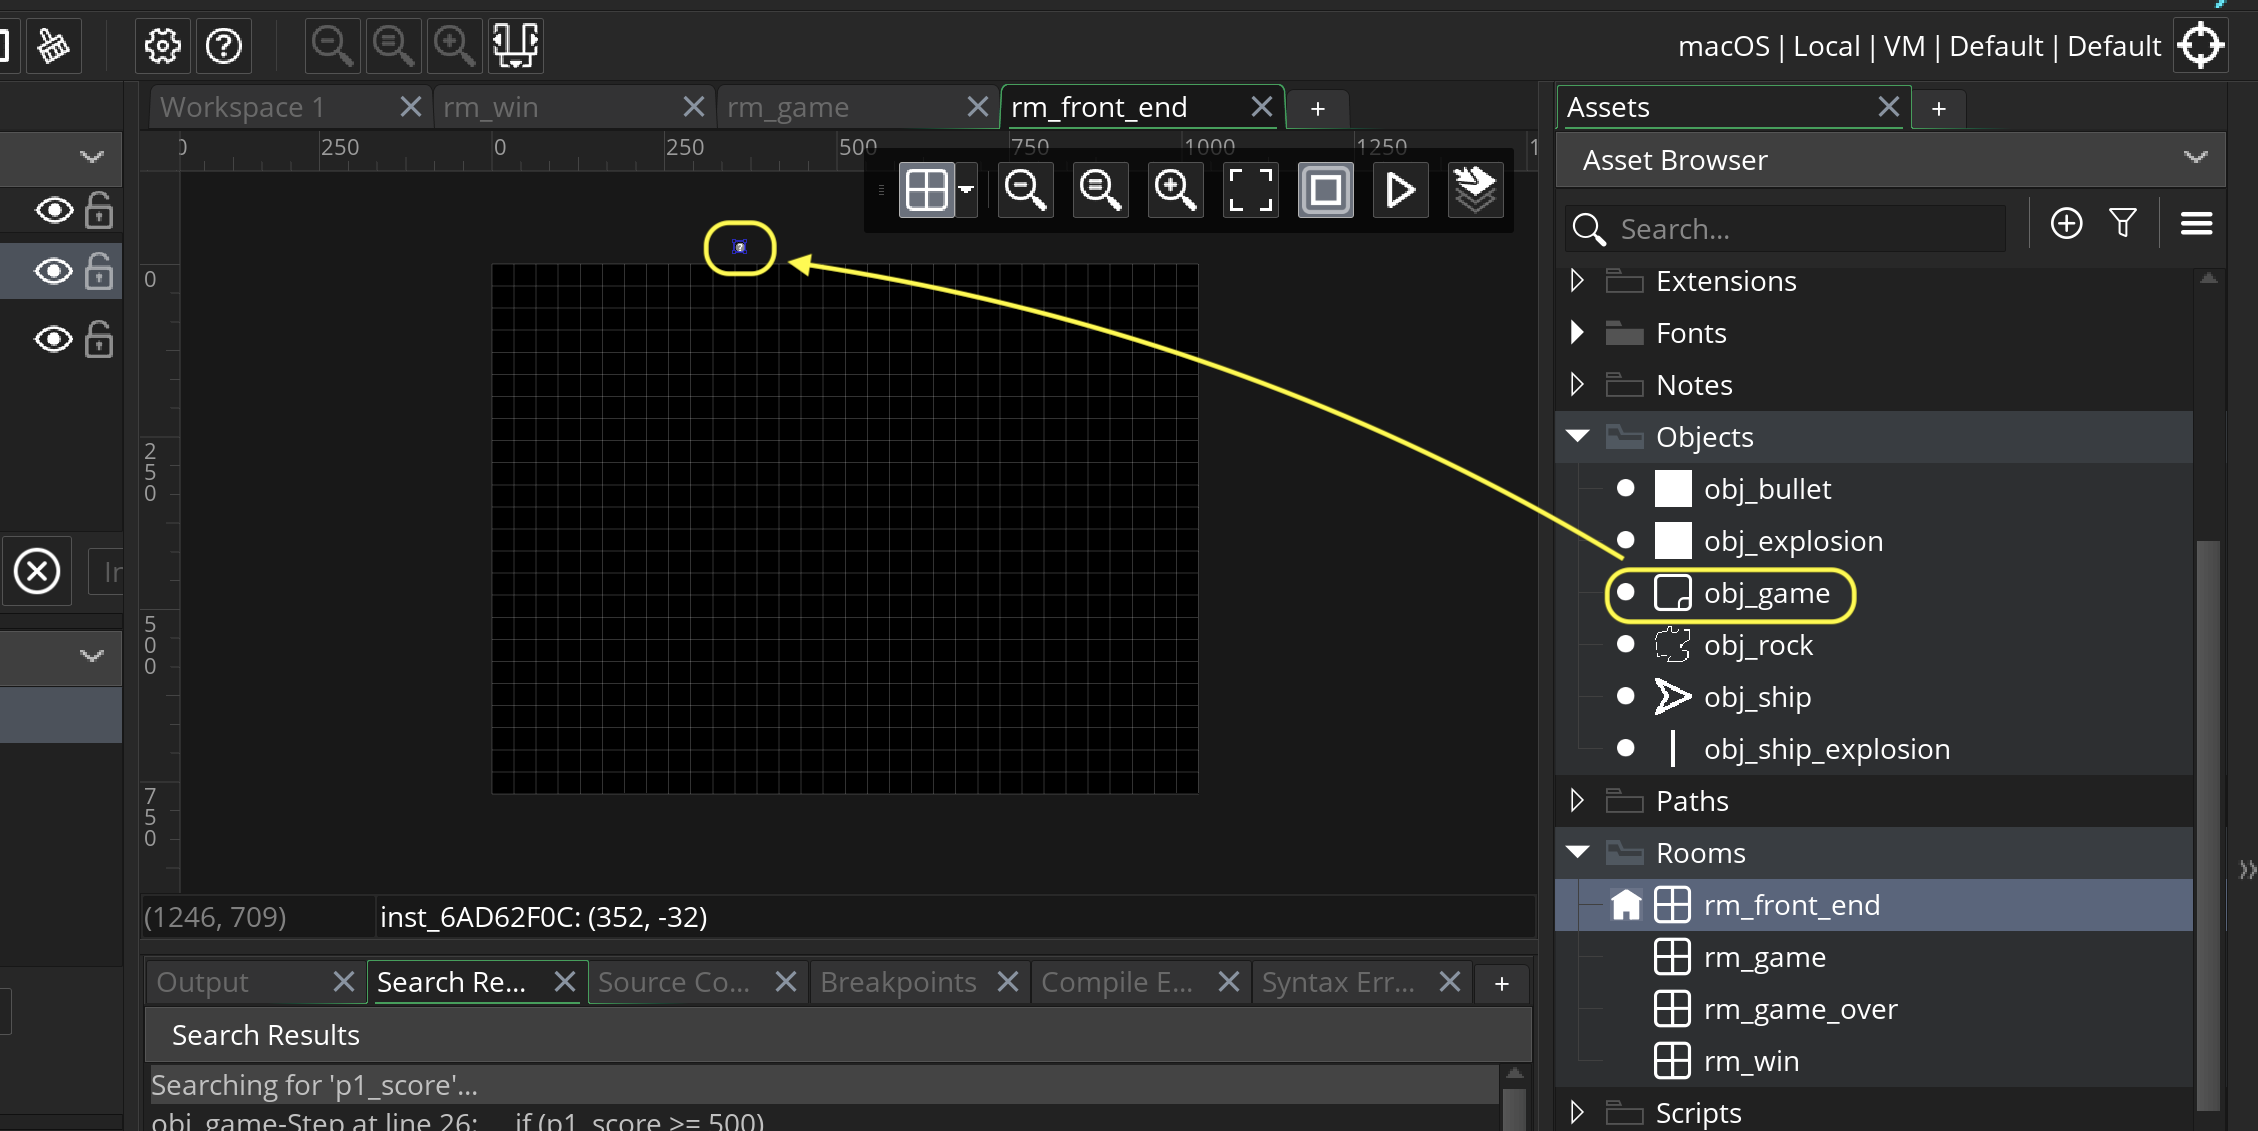 macOS | Local | VM | Default | Default
Workspace 1
rm_win
rm_game
rm_front_end
+
250
0
250
500
750
1000
1250
0
250
500
750
(1246, 709)
inst_6AD62F0C: (352, -32)
Output
Search Re...
Source Co...
Breakpoints
Compile E...
Syntax Err...
+
Search Results
Searching for 'p1_score'...
obj_game-Step at line 26: if (p1_score >= 500)
Assets
+
Asset Browser
Search...
Extensions
Fonts
Notes
Objects
obj_bullet
obj_explosion
obj_game
obj_rock
obj_ship
obj_ship_explosion
Paths
Rooms
rm_front_end
rm_game
rm_game_over
rm_win
Scripts